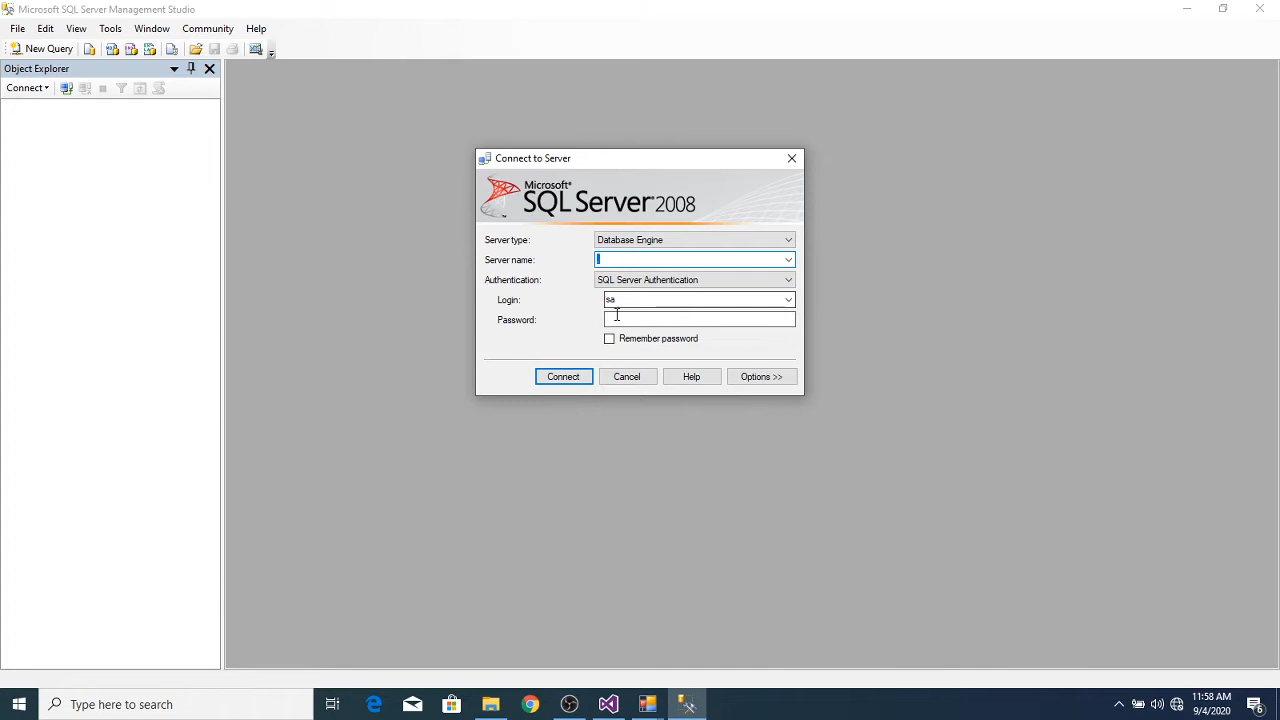 Microsoft SQL Server Management Studio
File Edit View Tools Window Community Help
New Query
Object Explorer
Connect
Connect to Server
Microsoft®
SQL Server® 2008
Server type: Database Engine
Server name:
Authentication: SQL Server Authentication
Login: sa
Password:
Remember password
Connect Cancel Help Options >>
Type here to search
11:58 AM
9/4/2020
6